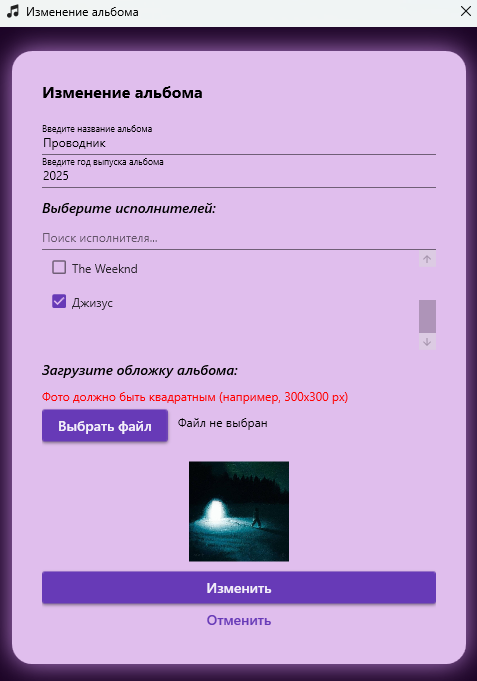 Изменение альбома
Изменение альбома
Введите название альбома
Проводник
Введите год выпуска альбома
2025
Выберите исполнителей:
Поиск исполнителя...
The Weeknd
Джизус
Загрузите обложку альбома:
Фото должно быть квадратным (например, 300x300 px)
Выбрать файл
Файл не выбран
Изменить
Отменить